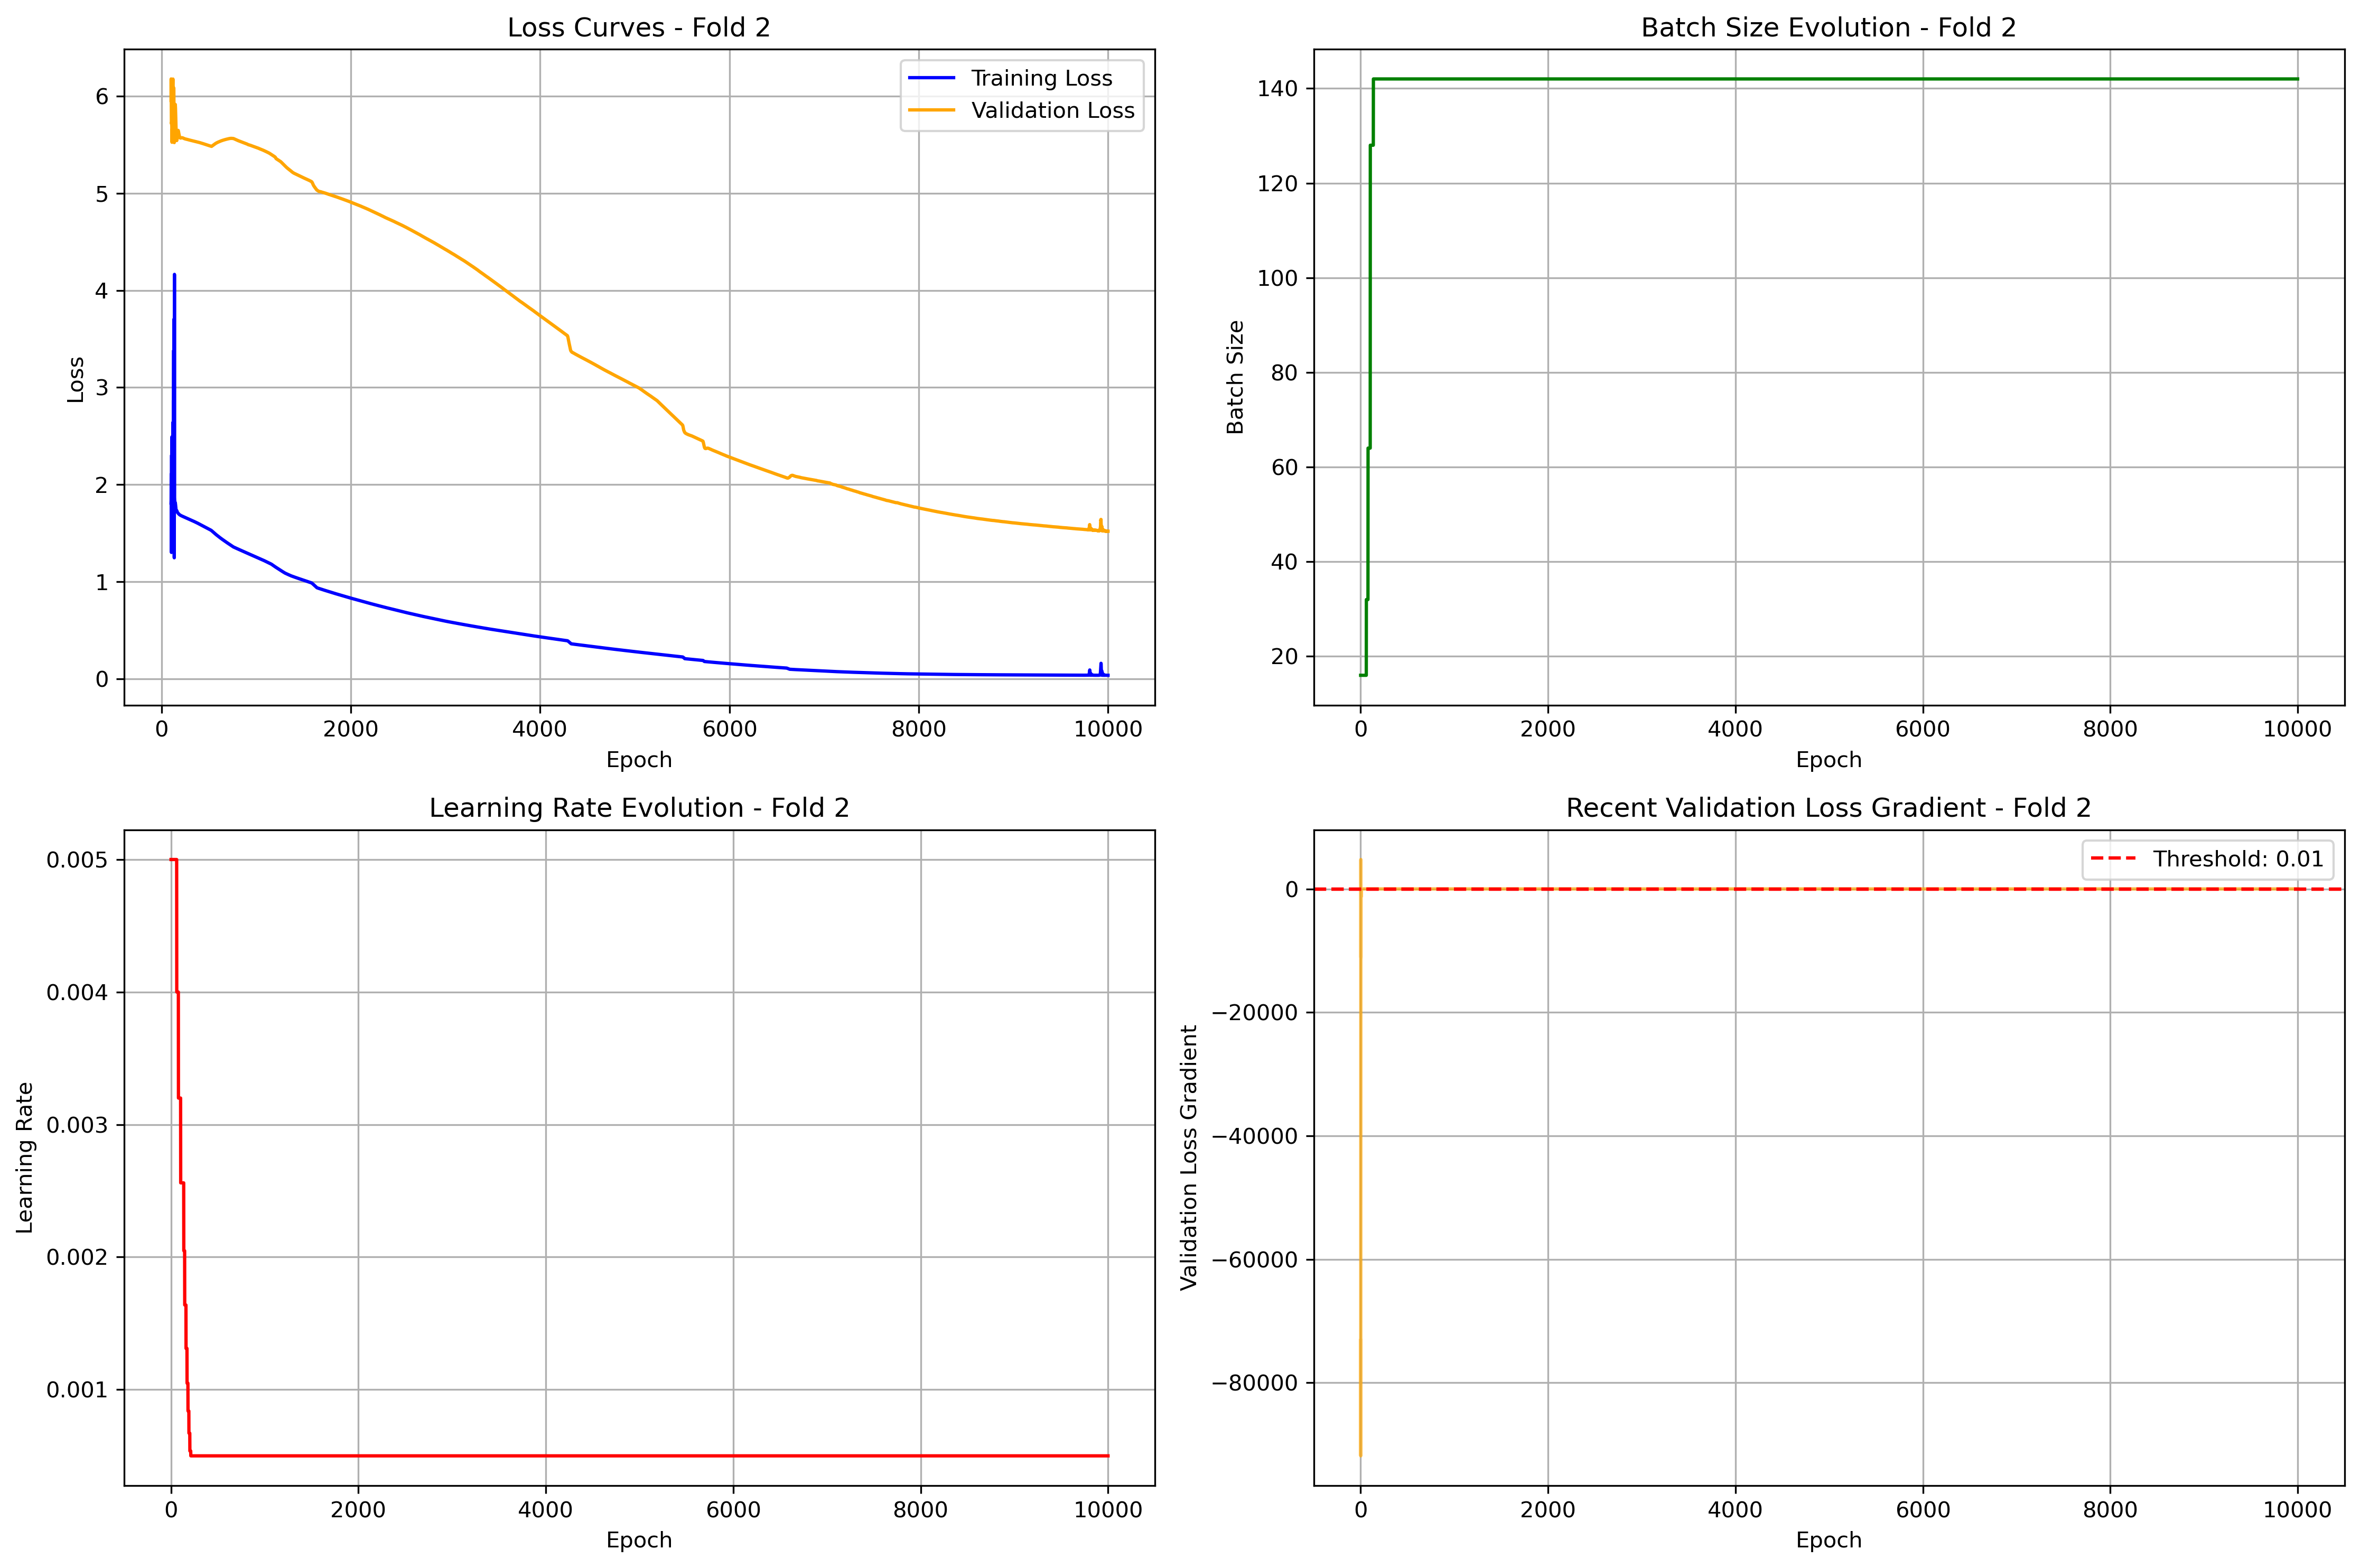 Loss Curves - Fold 2
Training Loss
Validation Loss
6
5
4
3
2
1
0
Loss
0 2000 4000 6000 8000 10000
Epoch
Batch Size Evolution - Fold 2
140
120
100
80
60
40
20
Batch Size
0 2000 4000 6000 8000 10000
Epoch
Learning Rate Evolution - Fold 2
0.005
0.004
0.003
0.002
0.001
Learning Rate
0 2000 4000 6000 8000 10000
Epoch
Recent Validation Loss Gradient - Fold 2
Threshold: 0.01
0
−20000
−40000
−60000
−80000
Validation Loss Gradient
0 2000 4000 6000 8000 10000
Epoch